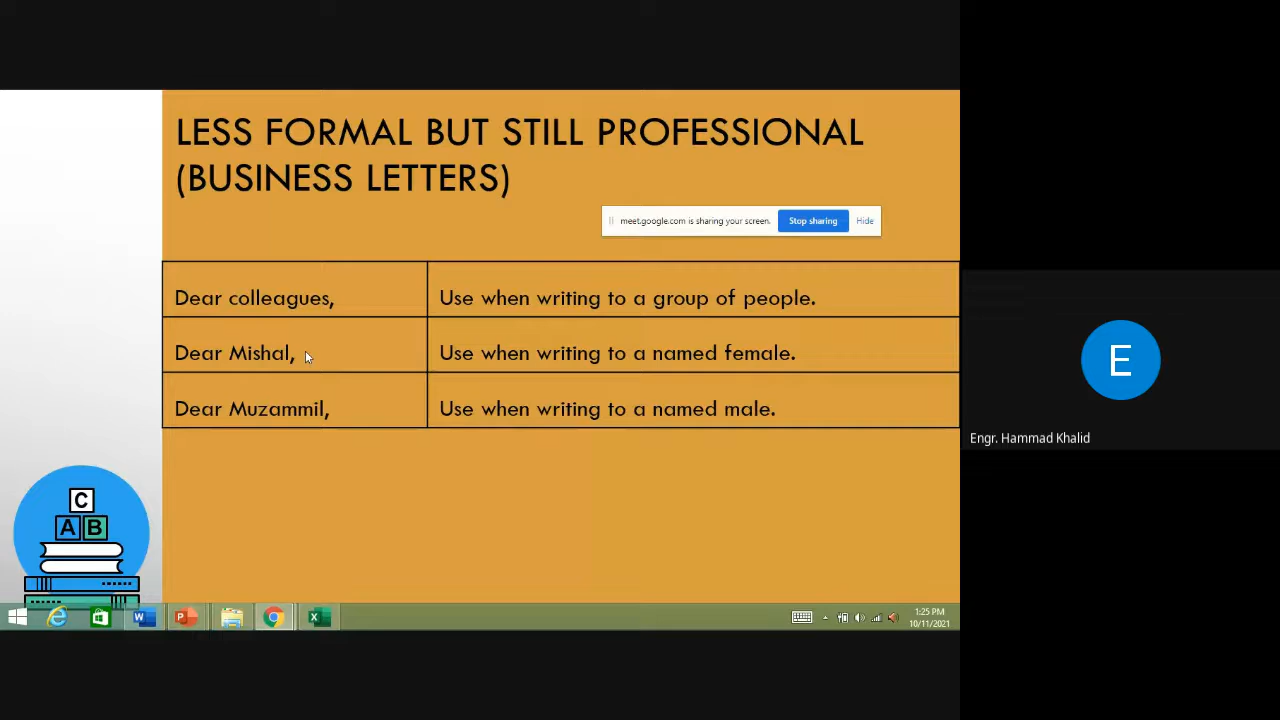 LESS FORMAL BUT STILL PROFESSIONAL
(BUSINESS LETTERS)
meet.google.com is sharing your screen.
Stop sharing
Hide
Dear colleagues,
Use when writing to a group of people.
Dear Mishal,
Use when writing to a named female.
Dear Muzammil,
Use when writing to a named male.
E
Engr. Hammad Khalid
C
A B
1:25 PM
10/11/2021